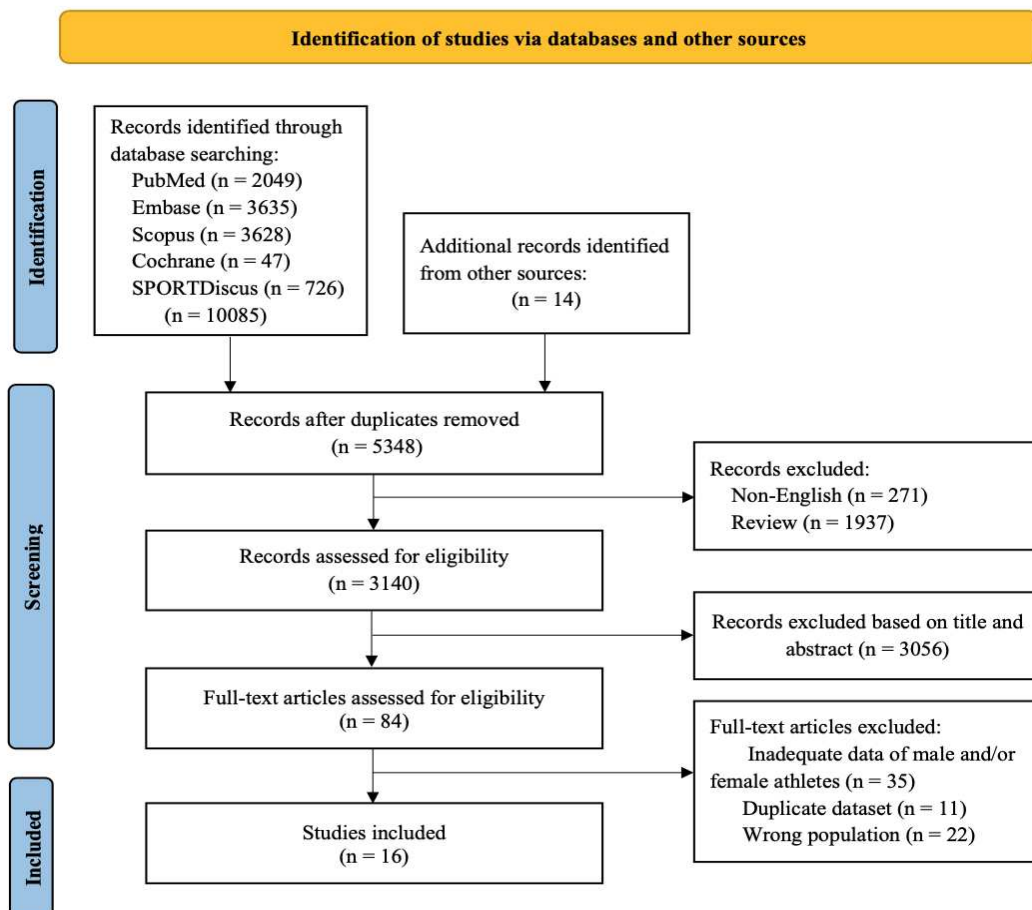 Identification of studies via databases and other sources
Identification
Records identified through
database searching:
PubMed (n = 2049)
Embase (n = 3635)
Scopus (n = 3628)
Cochrane (n = 47)
SPORTDiscus (n = 726)
(n = 10085)
Additional records identified
from other sources:
(n = 14)
Screening
Records after duplicates removed
(n = 5348)
Records excluded:
Non-English (n = 271)
Review (n = 1937)
Records assessed for eligibility
(n = 3140)
Records excluded based on title and
abstract (n = 3056)
Full-text articles assessed for eligibility
(n = 84)
Full-text articles excluded:
Inadequate data of male and/or
female athletes (n = 35)
Duplicate dataset (n = 11)
Wrong population (n = 22)
Included
Studies included
(n = 16)